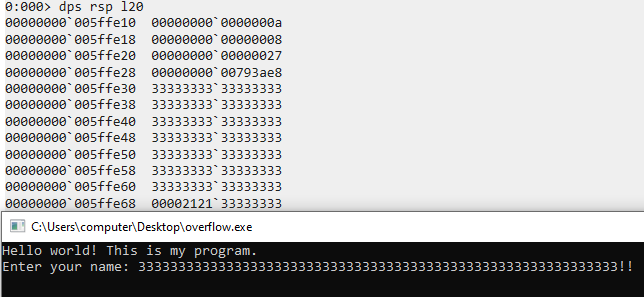 0:000> dps rsp l20
00000000`005ffe10 00000000`0000000a
00000000`005ffe18 00000000`00000008
00000000`005ffe20 00000000`00000027
00000000`005ffe28 00000000`00793ae8
00000000`005ffe30 33333333`33333333
00000000`005ffe38 33333333`33333333
00000000`005ffe40 33333333`33333333
00000000`005ffe48 33333333`33333333
00000000`005ffe50 33333333`33333333
00000000`005ffe58 33333333`33333333
00000000`005ffe60 33333333`33333333
00000000`005ffe68 00002121`33333333
C:\Users\computer\Desktop\overflow.exe
Hello world! This is my program.
Enter your name: 333333333333333333333333333333333333333333333333333333333333!!